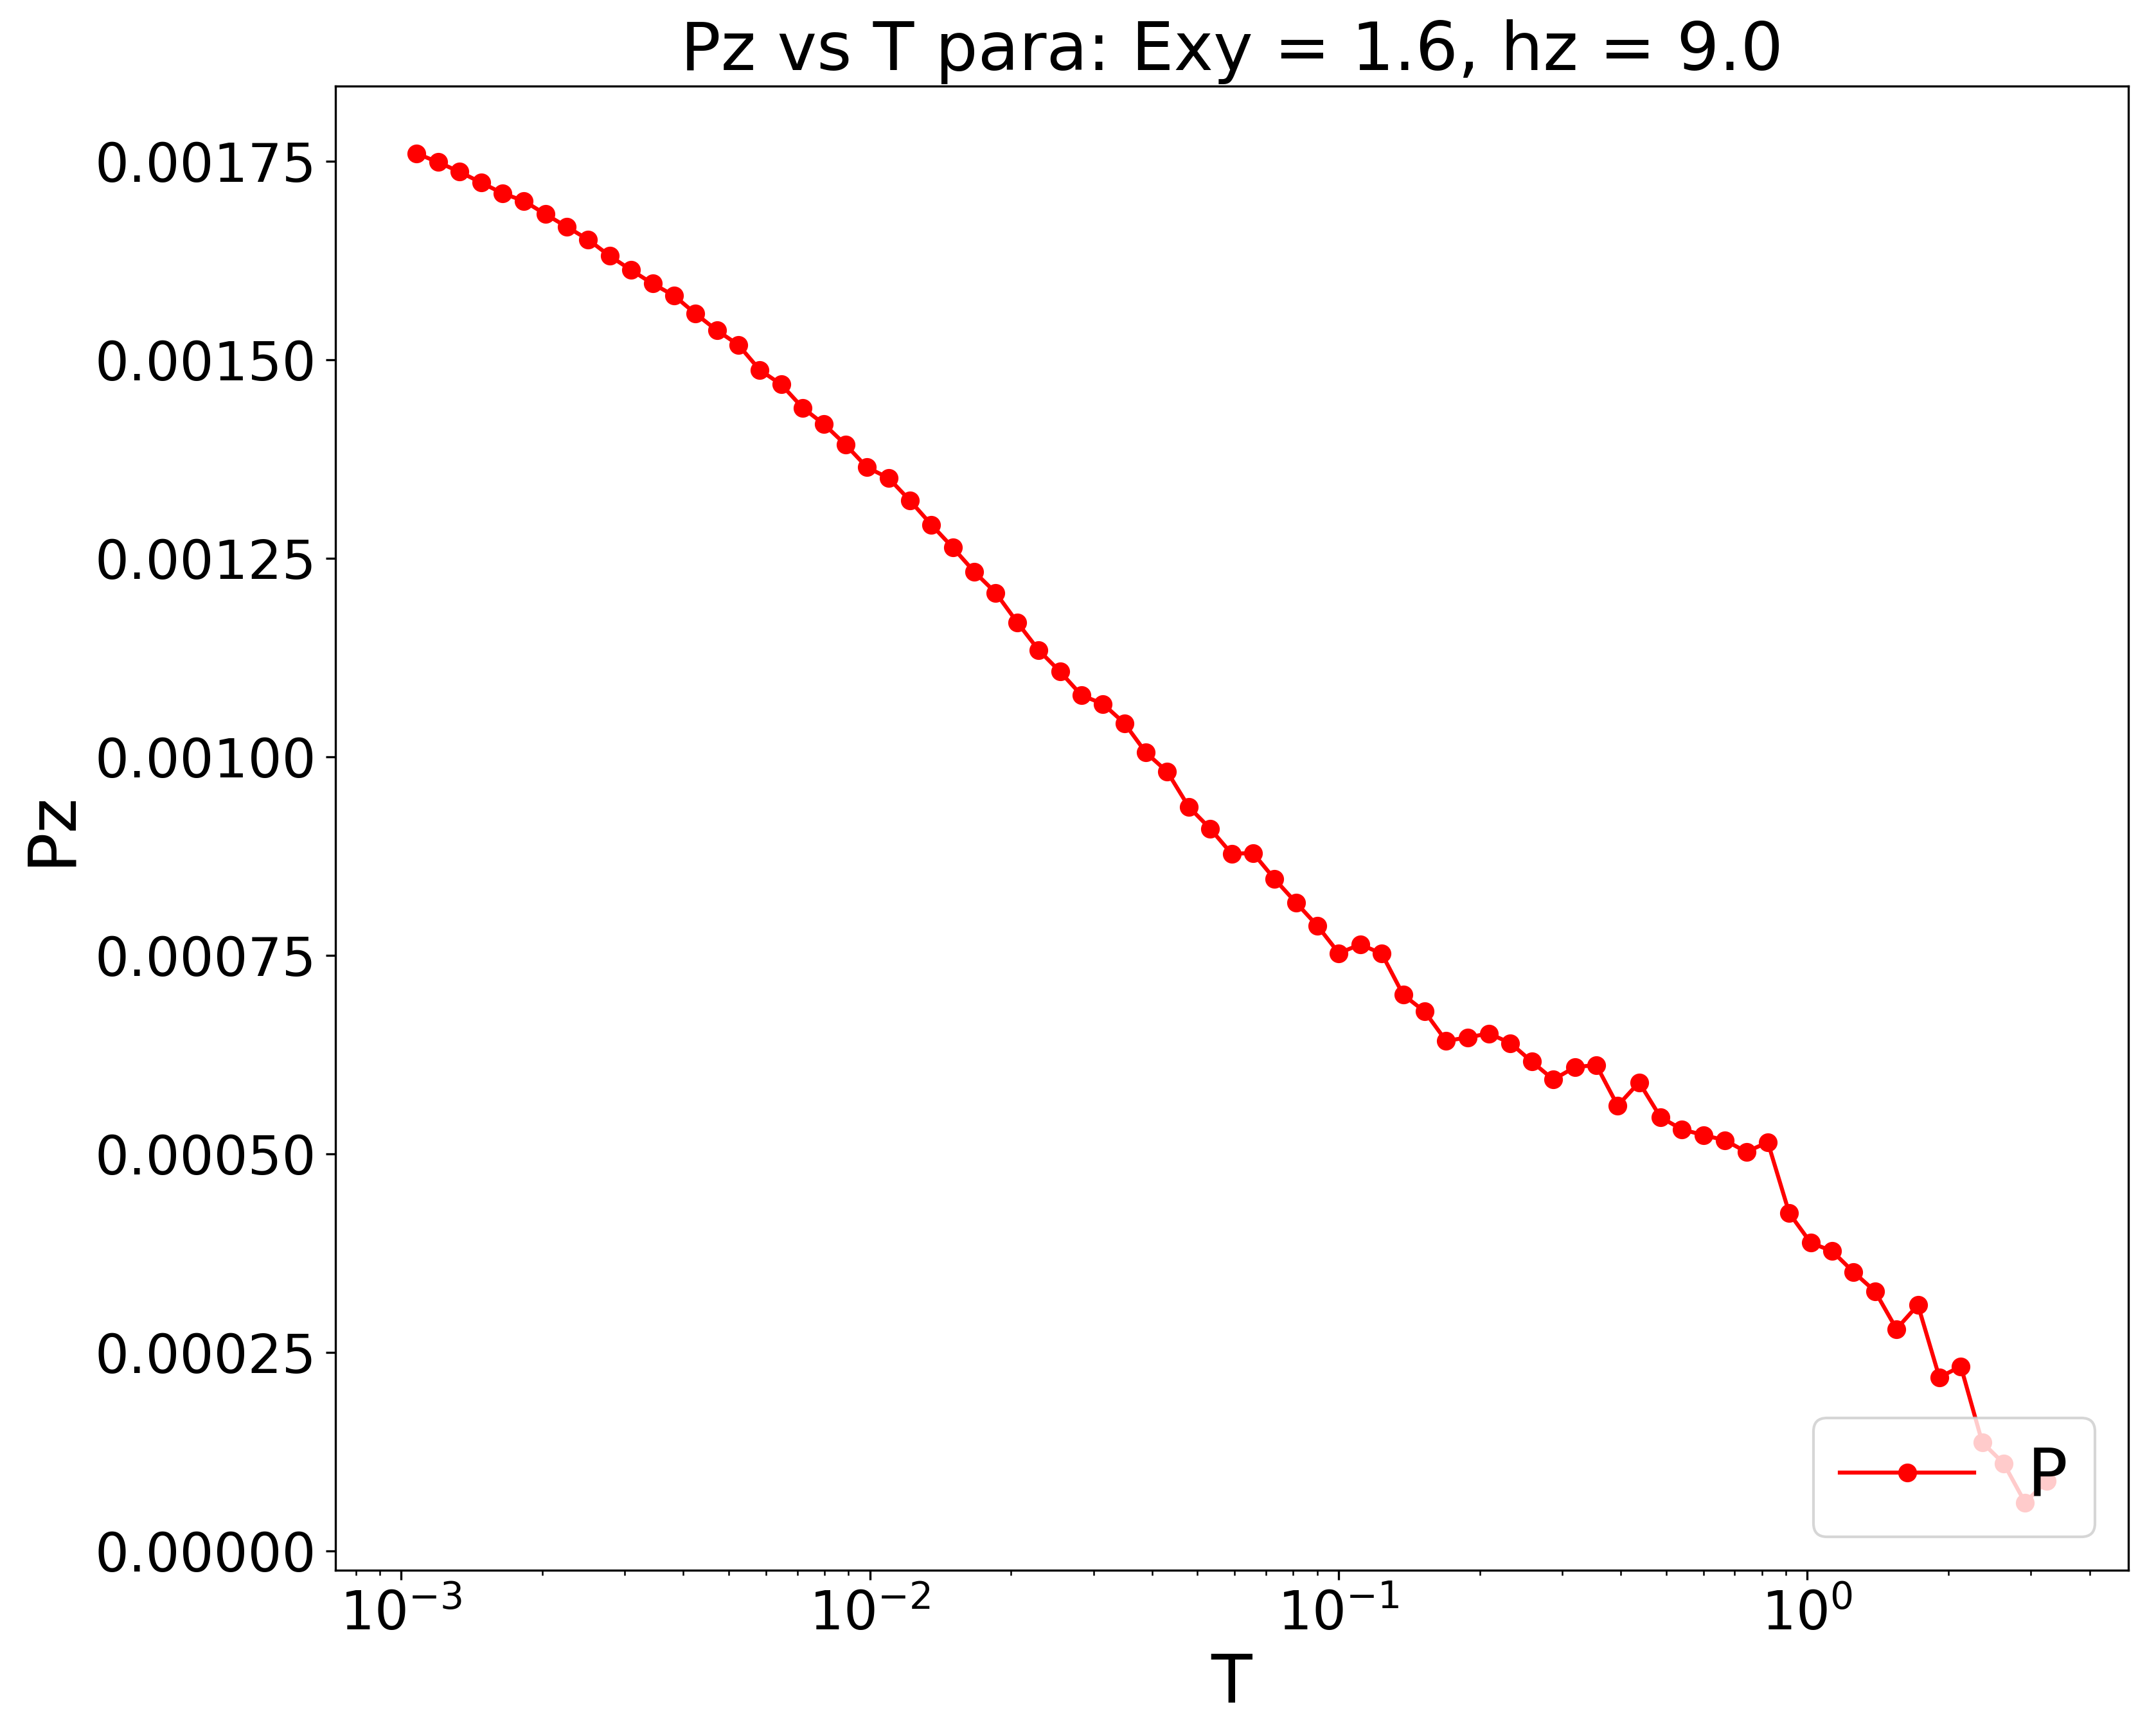 Pz vs T para: Exy = 1.6, hz = 9.0
0.00175
0.00150
0.00125
0.00100
0.00075
0.00050
0.00025
0.00000
Pz
P
10⁻³ 10⁻² 10⁻¹ 10⁰
T